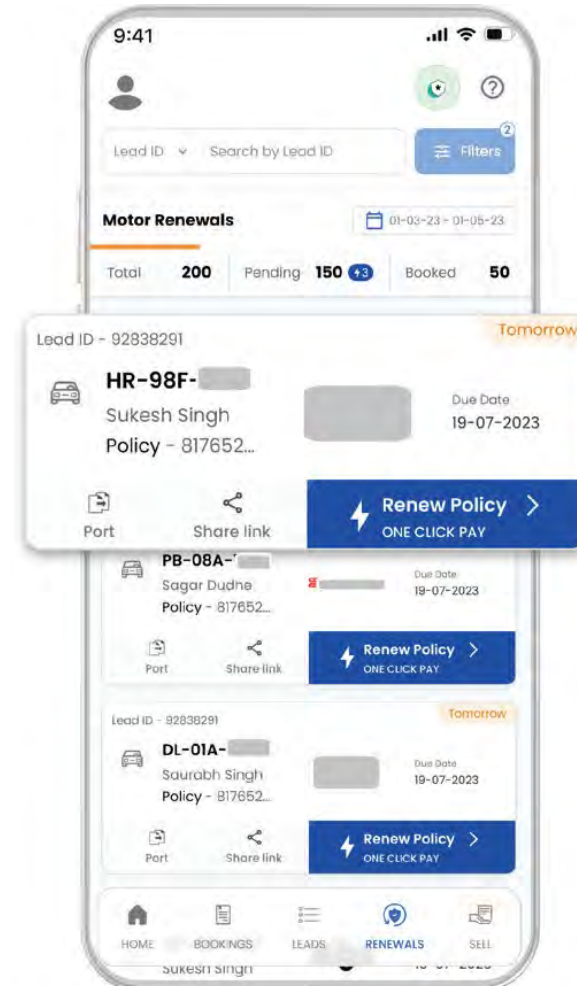 9:41
Lead ID Search by Lead ID
2
Filters
Motor Renewals 01-03-23 - 01-05-23
Total 200 Pending 150 3 Booked 50
Lead ID - 92838291 Tomorrow
HR-98F-
Sukesh Singh
Policy - 817652...
Due Date
19-07-2023
Port Share link
Renew Policy
ONE CLICK PAY
PB-08A-
Sagar Dudhe
Policy - 817652...
Due Date
19-07-2023
Port Share link
Renew Policy
ONE CLICK PAY
Lead ID - 92838291 Tomorrow
DL-01A-
Saurabh Singh
Policy - 817652...
Due Date
19-07-2023
Port Share link
Renew Policy
ONE CLICK PAY
HOME BOOKINGS LEADS RENEWALS SELL
Sukesh Singh